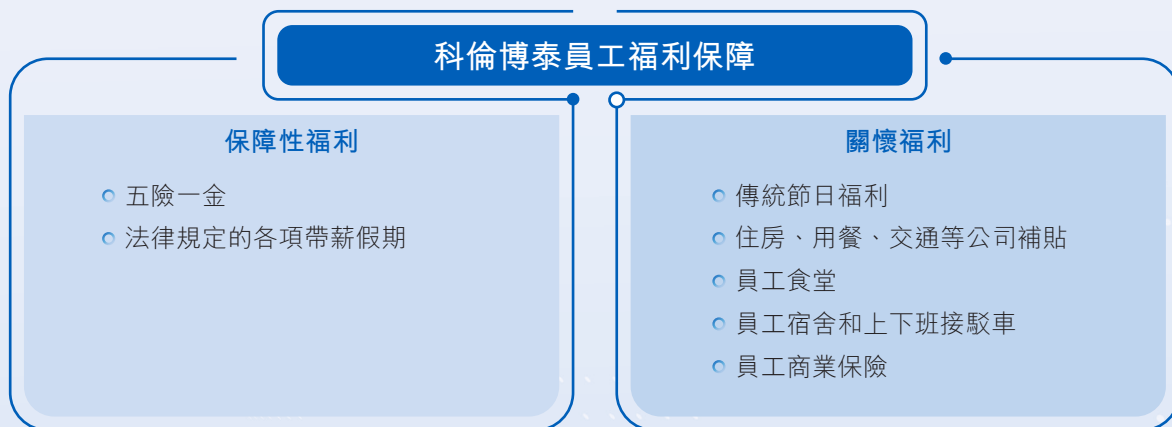 科倫博泰員工福利保障
保障性福利
五險一金
法律規定的各項帶薪假期
關懷福利
傳統節日福利
住房、用餐、交通等公司補貼
員工食堂
員工宿舍和上下班接駁車
員工商業保險